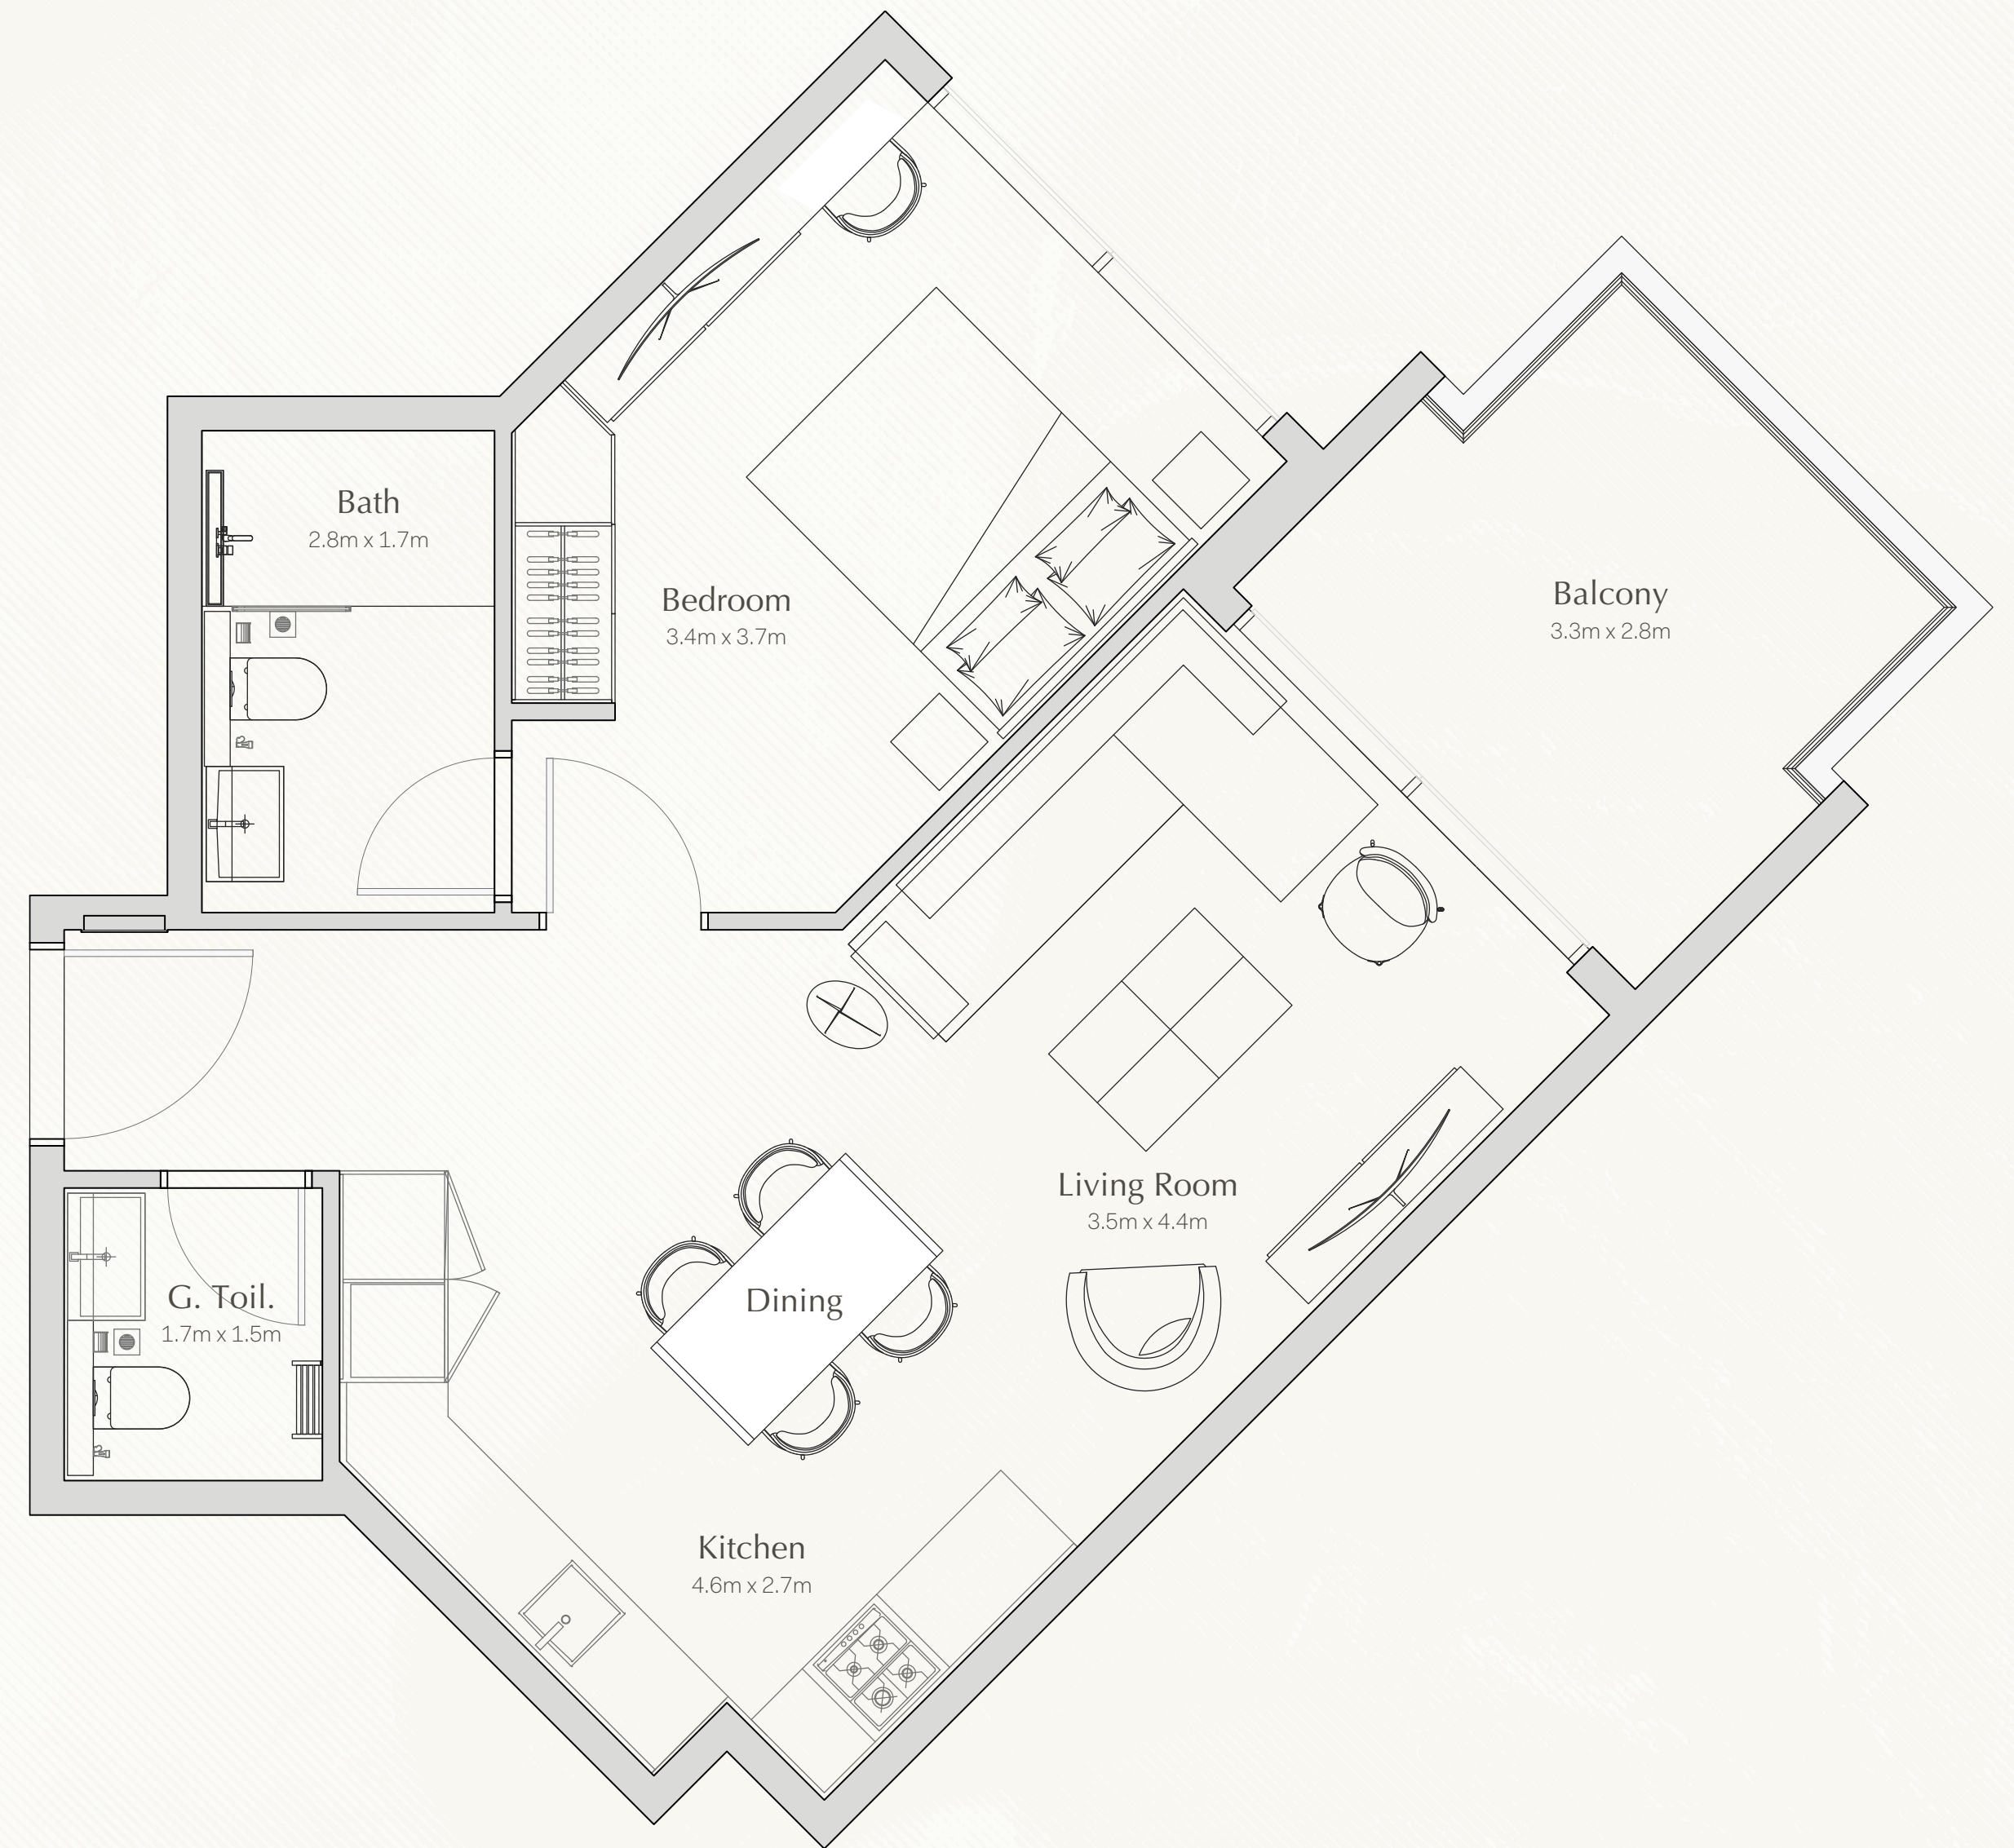 Bath
2.8m x 1.7m
Bedroom
3.4m x 3.7m
Balcony
3.3m x 2.8m
Living Room
3.5m x 4.4m
G. Toil.
1.7m x 1.5m
Dining
Kitchen
4.6m x 2.7m